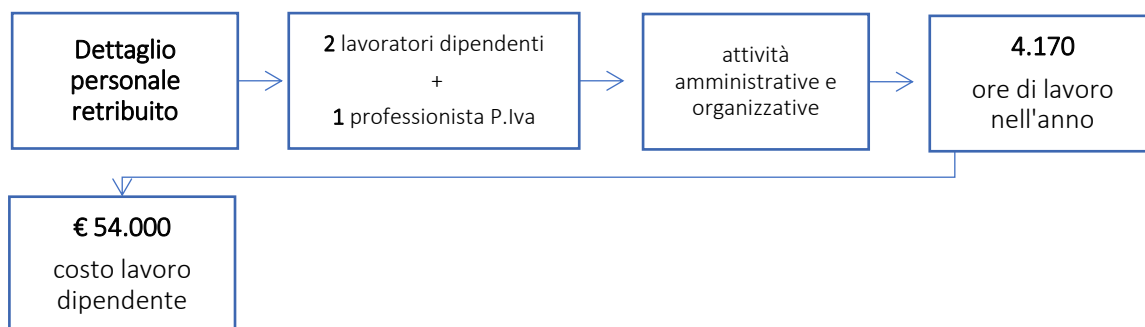 Dettaglio
personale
retribuito
2 lavoratori dipendenti
+
1 professionista P.Iva
attività
amministrative e
organizzative
4.170
ore di lavoro
nell'anno
€ 54.000
costo lavoro
dipendente